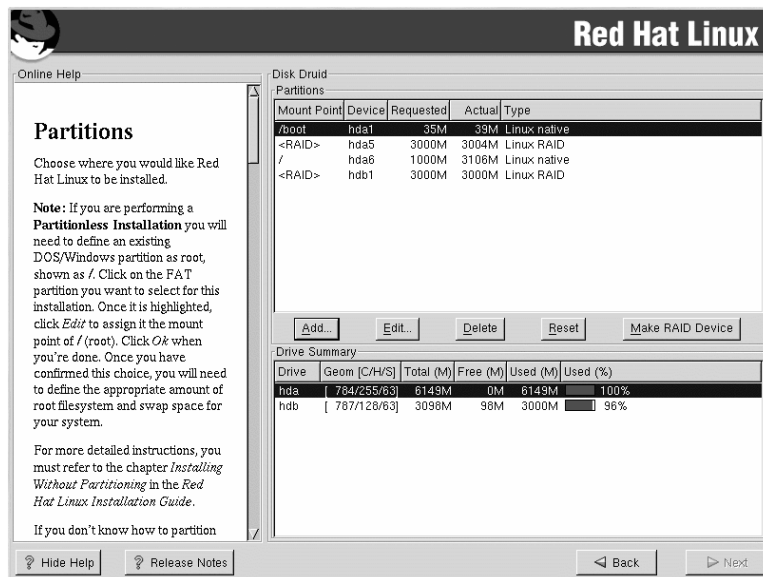 Red Hat Linux
Online Help
Partitions
Choose where you would like Red
Hat Linux to be installed.
Note: If you are performing a
Partitionless Installation you will
need to define an existing
DOS/Windows partition as root,
shown as /. Click on the FAT
partition you want to select for this
installation. Once it is highlighted,
click Edit to assign it the mount
point of / (root). Click Ok when
you're done. Once you have
confirmed this choice, you will need
to define the appropriate amount of
root filesystem and swap space for
your system.
For more detailed instructions, you
must refer to the chapter Installing
Without Partitioning in the Red
Hat Linux Installation Guide.
If you don't know how to partition
Disk Druid
Partitions
Mount Point Device Requested Actual Type
/boot hda1 35M 39M Linux native
<RAID> hda5 3000M 3004M Linux RAID
/ hda6 1000M 3106M Linux native
<RAID> hdb1 3000M 3000M Linux RAID
Add... Edit... Delete Reset Make RAID Device
Drive Summary
Drive Geom [C/H/S] Total (M) Free (M) Used (M) Used (%)
hda [ 784/255/63] 6149M 0M 6149M 100%
hdb [ 787/128/63] 3098M 98M 3000M 96%
? Hide Help ? Release Notes Back Next